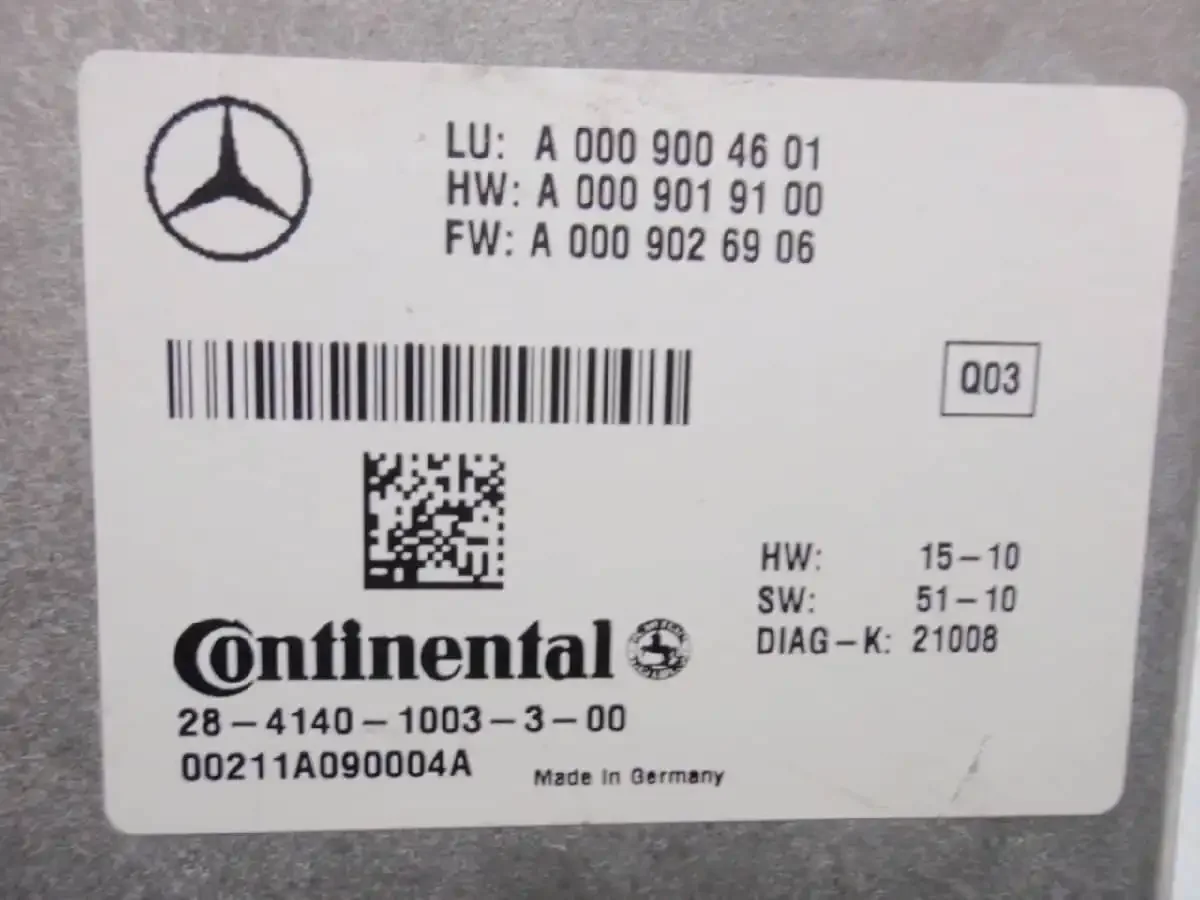 LU: A 000 900 46 01
HW: A 000 901 91 00
FW: A 000 902 69 06
Q03
HW: 15-10
SW: 51-10
DIAG-K: 21008
Continental
28-4140-1003-3-00
00211A090004A
Made In Germany